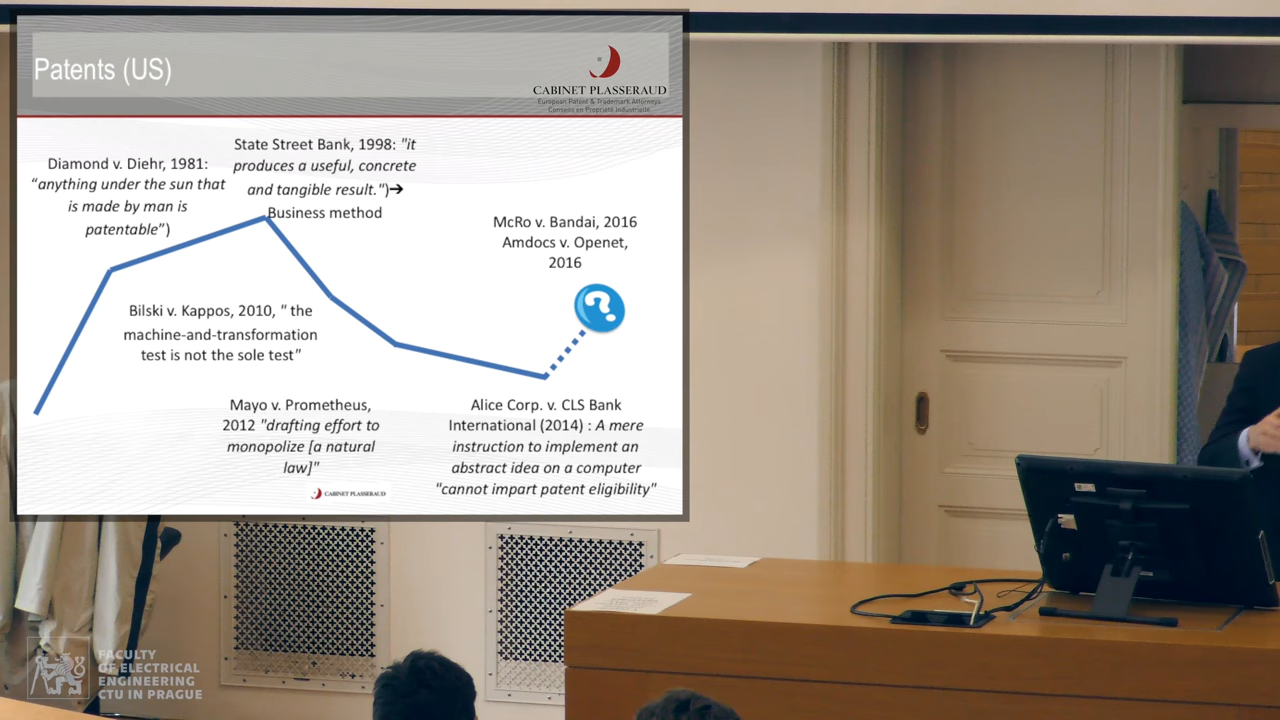 Patents (US)
CABINET PLASSERAUD
European Patent & Trademark Attorneys
Conseils en Propriété Industrielle
Diamond v. Diehr, 1981:
“anything under the sun that
is made by man is
patentable”)
State Street Bank, 1998: "it
produces a useful, concrete
and tangible result.")➔
Business method
McRo v. Bandai, 2016
Amdocs v. Openet,
2016
?
Bilski v. Kappos, 2010, “ the
machine-and-transformation
test is not the sole test”
Mayo v. Prometheus,
2012 "drafting effort to
monopolize [a natural
law]"
Alice Corp. v. CLS Bank
International (2014) : A mere
instruction to implement an
abstract idea on a computer
"cannot impart patent eligibility"
CABINET PLASSERAUD
FACULTY
OF ELECTRICAL
ENGINEERING
CTU IN PRAGUE